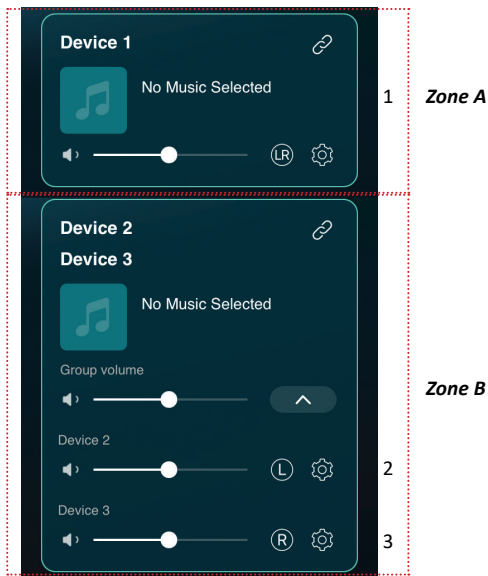 Device 1
No Music Selected
LR
1
Zone A
Device 2
Device 3
No Music Selected
Group volume
Zone B
Device 2
L
2
Device 3
R
3